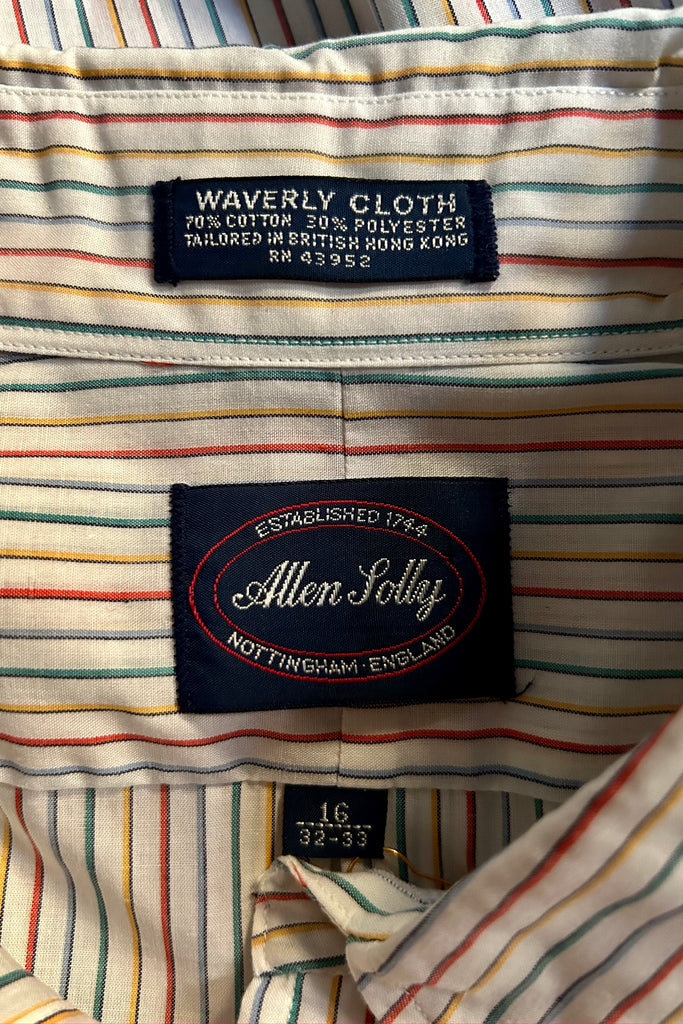 WAVERLY CLOTH
70% COTTON 30% POLYESTER
TAILORED IN BRITISH HONG KONG
RN 43952
ESTABLISHED 1744
Allen Solly
NOTTINGHAM · ENGLAND
16
32-33